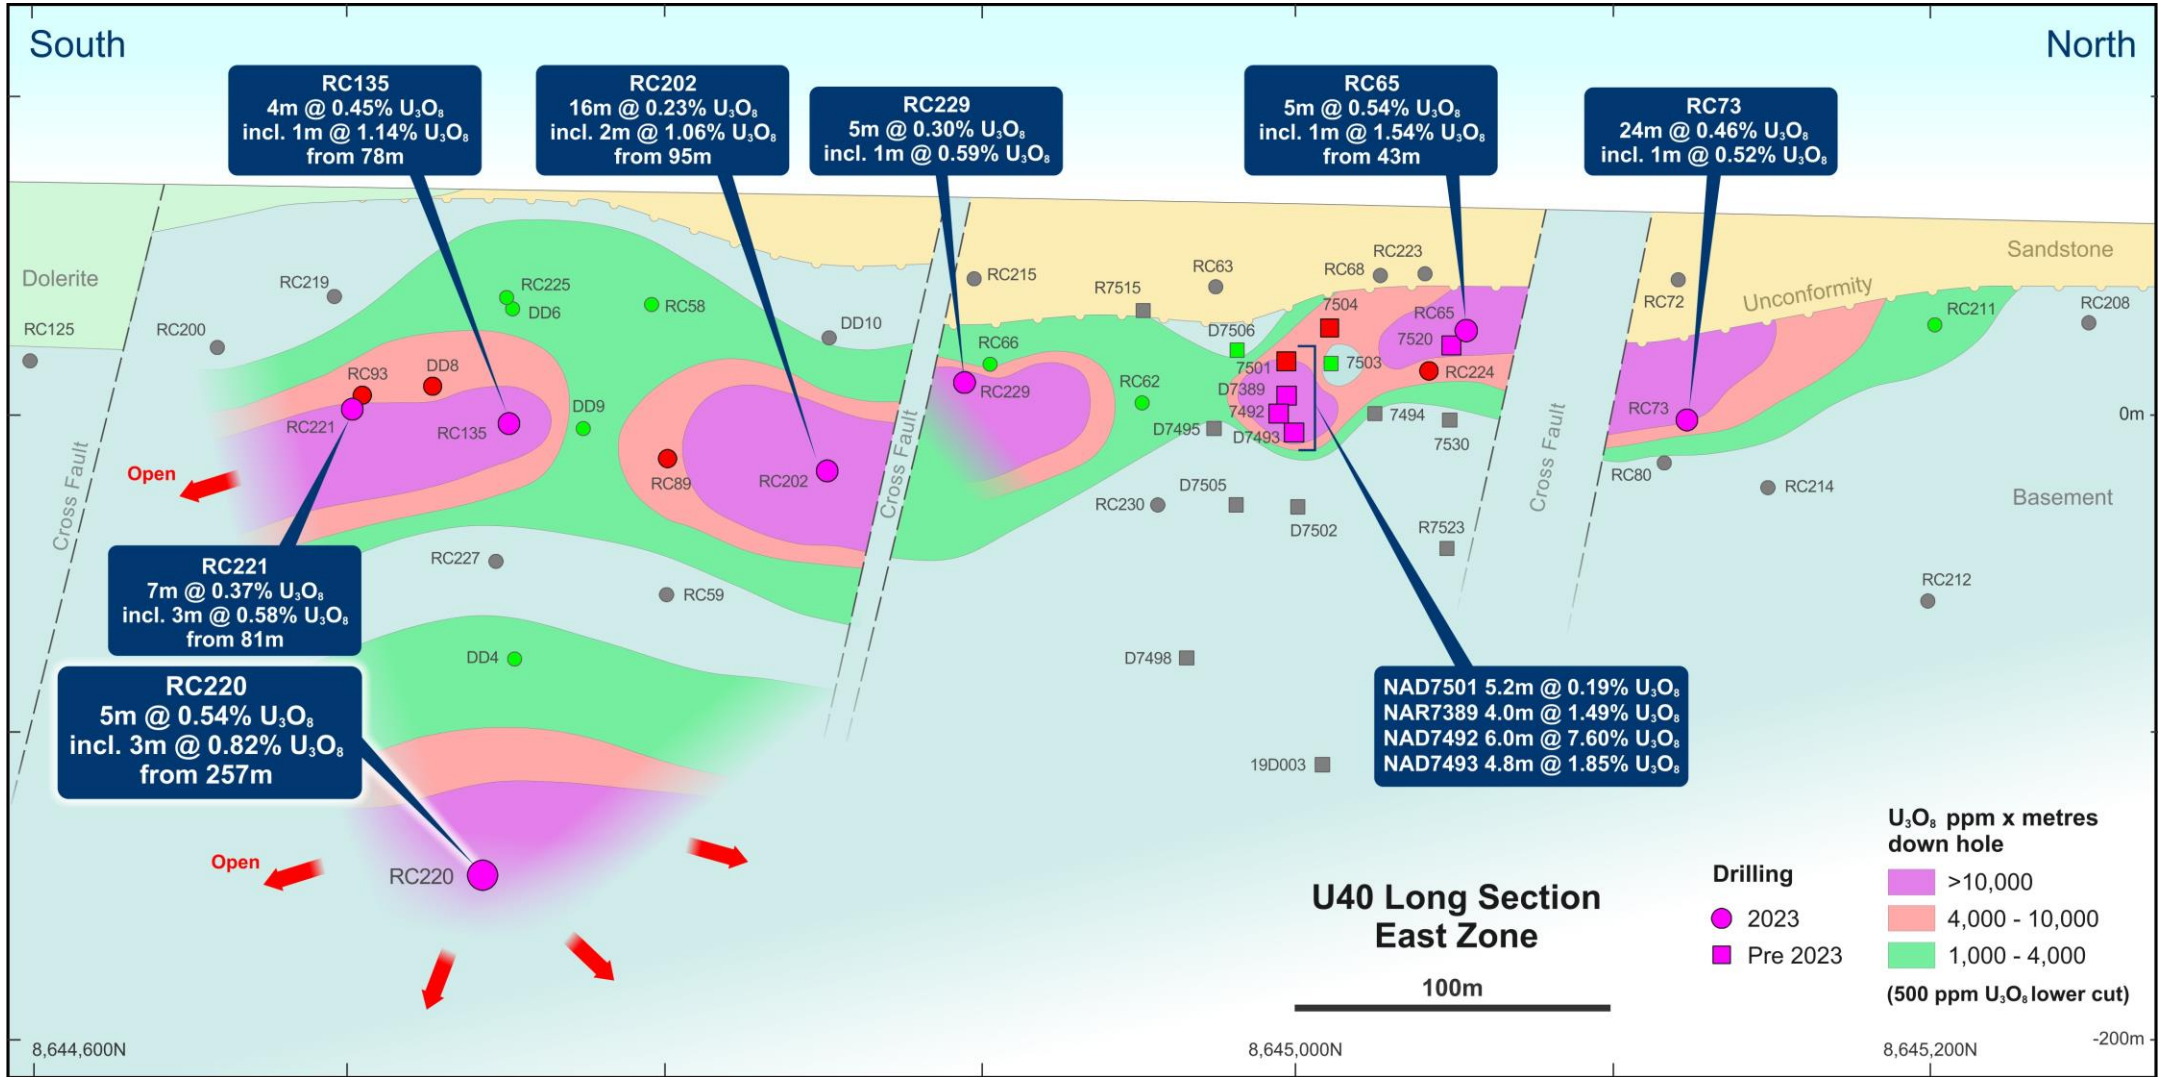 South
North
RC135
4m @ 0.45% U₃O₈
incl. 1m @ 1.14% U₃O₈
from 78m
RC202
16m @ 0.23% U₃O₈
incl. 2m @ 1.06% U₃O₈
from 95m
RC229
5m @ 0.30% U₃O₈
incl. 1m @ 0.59% U₃O₈
RC65
5m @ 0.54% U₃O₈
incl. 1m @ 1.54% U₃O₈
from 43m
RC73
24m @ 0.46% U₃O₈
incl. 1m @ 0.52% U₃O₈
Dolerite
RC125
RC200
RC219
RC225
DD6
RC58
DD10
RC215
R7515
RC63
RC68
RC223
RC72
Unconformity
Sandstone
RC211
RC208
7504
RC65
7520
D7506
7501
7503
RC224
RC66
RC229
RC62
D7389
7492
D7493
D7495
7494
7530
RC93
DD8
RC221
RC135
DD9
RC89
RC202
RC73
0m
RC80
RC214
Basement
Open
Cross Fault
Cross Fault
Cross Fault
RC230
D7505
D7502
R7523
RC227
RC59
RC212
RC221
7m @ 0.37% U₃O₈
incl. 3m @ 0.58% U₃O₈
from 81m
DD4
D7498
RC220
5m @ 0.54% U₃O₈
incl. 3m @ 0.82% U₃O₈
from 257m
NAD7501 5.2m @ 0.19% U₃O₈
NAR7389 4.0m @ 1.49% U₃O₈
NAD7492 6.0m @ 7.60% U₃O₈
NAD7493 4.8m @ 1.85% U₃O₈
19D003
Open
RC220
U40 Long Section
East Zone
100m
Drilling
2023
Pre 2023
U₃O₈ ppm x metres
down hole
>10,000
4,000 - 10,000
1,000 - 4,000
(500 ppm U₃O₈ lower cut)
8,644,600N
8,645,000N
8,645,200N
-200m